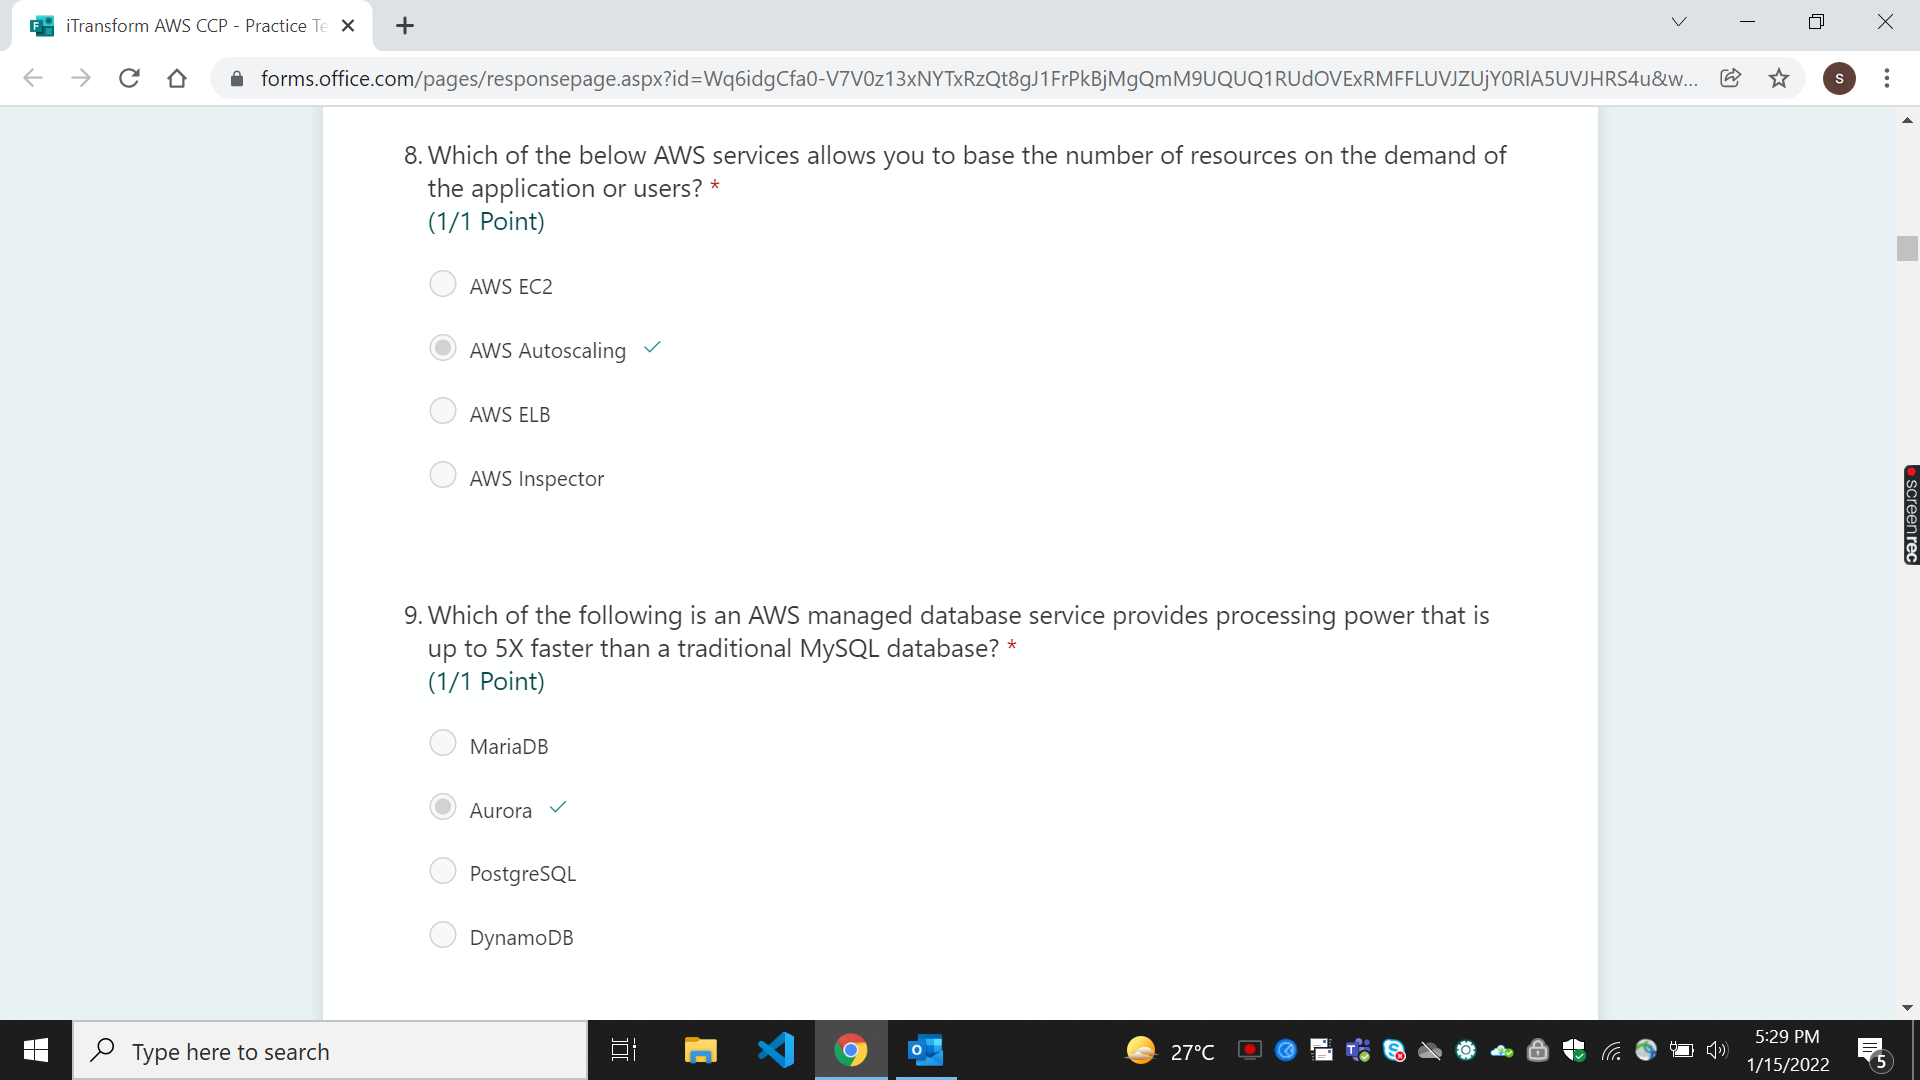 iTransform AWS CCP - Practice Te
forms.office.com/pages/responsepage.aspx?id=Wq6idgCfa0-V7V0z13xNYTxRzQt8gJ1FrPkBjMgQmM9UQUQ1RUdOVExRMFFLUVJZUjY0RlA5UVJHRS4u&w...
S
8. Which of the below AWS services allows you to base the number of resources on the demand of
the application or users? *
(1/1 Point)
AWS EC2
AWS Autoscaling
AWS ELB
AWS Inspector
screenrec
9. Which of the following is an AWS managed database service provides processing power that is
up to 5X faster than a traditional MySQL database? *
(1/1 Point)
MariaDB
Aurora
PostgreSQL
DynamoDB
Type here to search
27°C
5:29 PM
1/15/2022
5